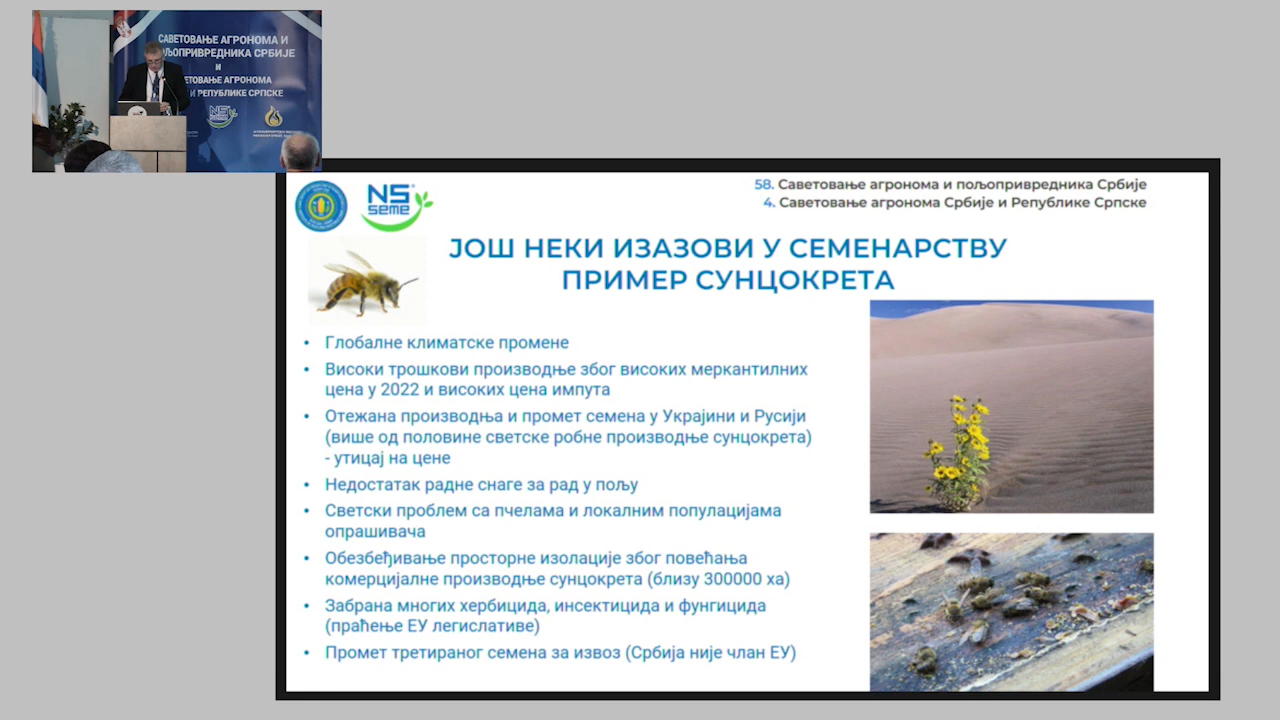 САВЕТОВАЊЕ АГРОНОМА И
ПОЉОПРИВРЕДНИКА СРБИЈЕ
И
И РЕПУБЛИКЕ СРПСКЕ
NS
seme
58. Саветовање агронома и пољопривредника Србије
4. Саветовање агронома Србије и Републике Српске
ЈОШ НЕКИ ИЗАЗОВИ У СЕМЕНАРСТВУ
ПРИМЕР СУНЦОКРЕТА
• Глобалне климатске промене
• Високи трошкови производње због високих меркантилних
цена у 2022 и високих цена импута
• Отежана производња и промет семена у Украјини и Русији
(више од половине светске робне производње сунцокрета)
- утицај на цене
• Недостатак радне снаге за рад у пољу
• Светски проблем са пчелама и локалним популацијама
опрашивача
• Обезбеђивање просторне изолације због повећања
комерцијалне производње сунцокрета (близу 300000 ха)
• Забрана многих хербицида, инсектицида и фунгицида
(праћење ЕУ легислативе)
• Промет третираног семена за извоз (Србија није члан ЕУ)